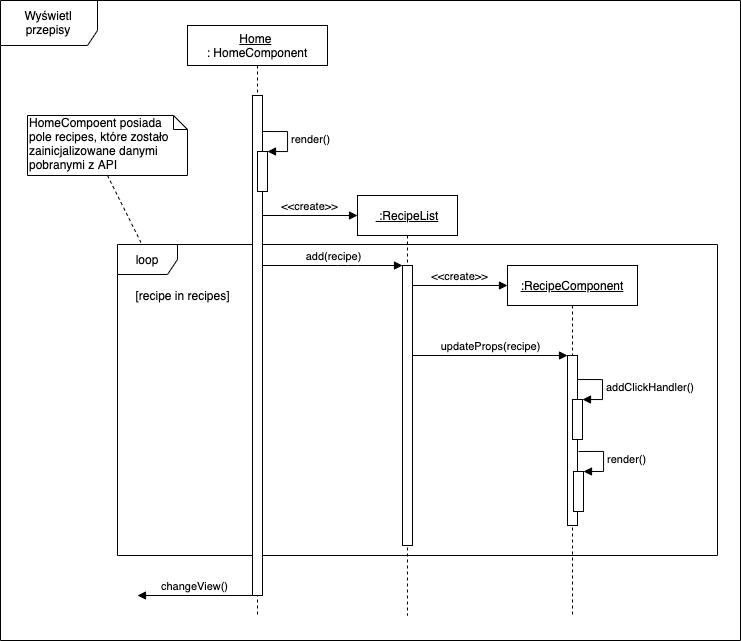 Wyświetl
przepisy
Home
: HomeComponent
HomeCompoent posiada
pole recipes, które zostało
zainicjalizowane danymi
pobranymi z API
render()
<<create>>
:RecipeList
loop
add(recipe)
<<create>>
:RecipeComponent
[recipe in recipes]
updateProps(recipe)
addClickHandler()
render()
changeView()